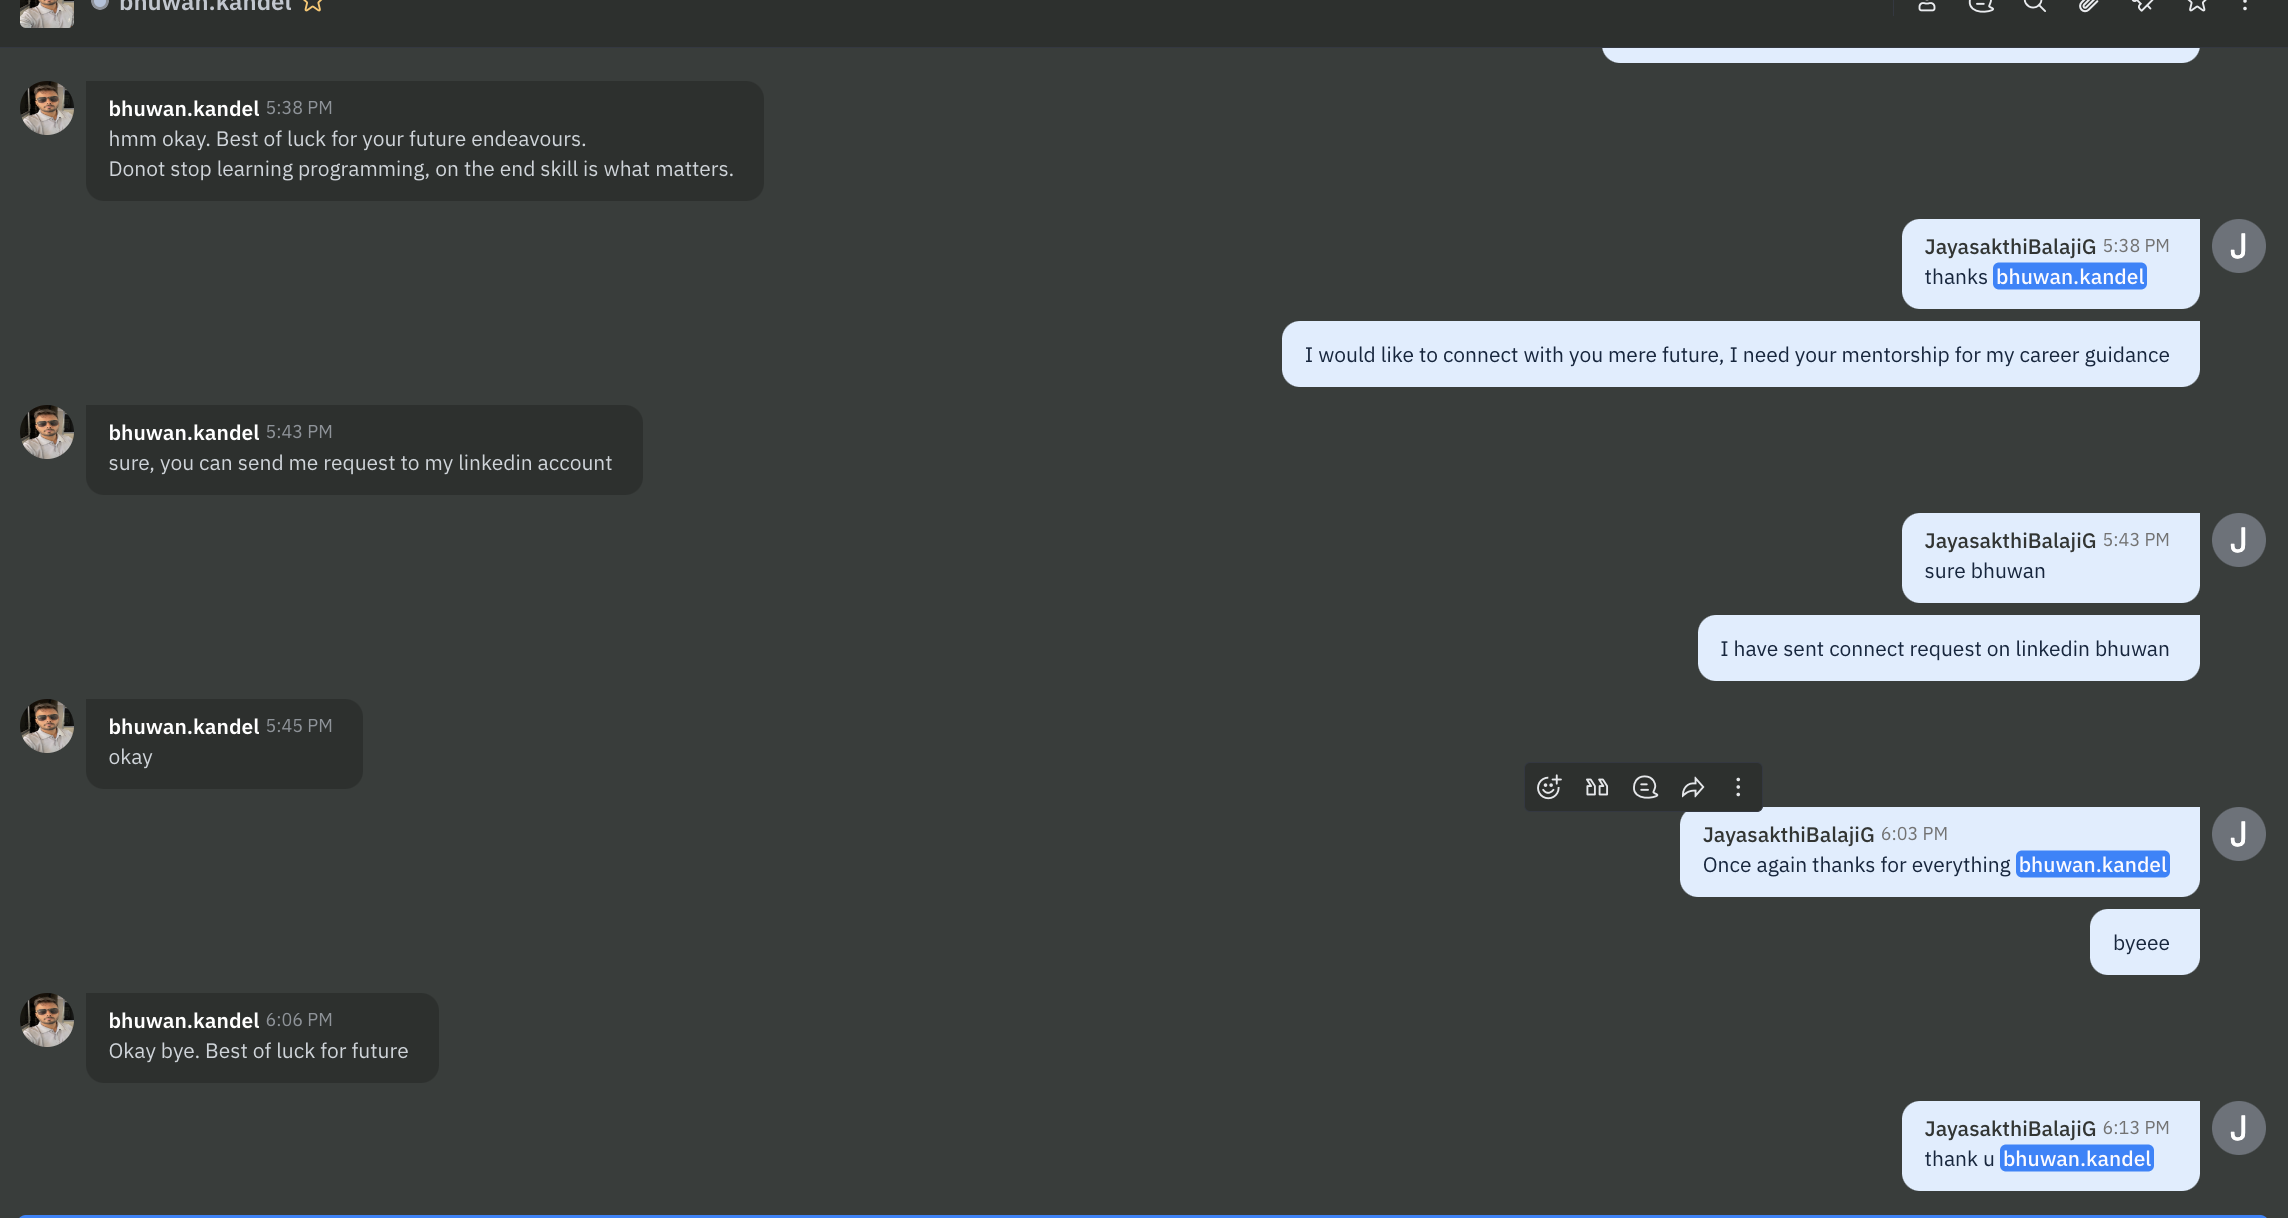 bhuwan.kandel
bhuwan.kandel 5:38 PM
hmm okay. Best of luck for your future endeavours.
Donot stop learning programming, on the end skill is what matters.
JayasakthiBalajiG 5:38 PM
J
thanks bhuwan.kandel
I would like to connect with you mere future, I need your mentorship for my career guidance
bhuwan.kandel 5:43 PM
sure, you can send me request to my linkedin account
JayasakthiBalajiG 5:43 PM
J
sure bhuwan
I have sent connect request on linkedin bhuwan
bhuwan.kandel 5:45 PM
okay
JayasakthiBalajiG 6:03 PM
J
Once again thanks for everything bhuwan.kandel
byeee
bhuwan.kandel 6:06 PM
Okay bye. Best of luck for future
JayasakthiBalajiG 6:13 PM
J
thank u bhuwan.kandel